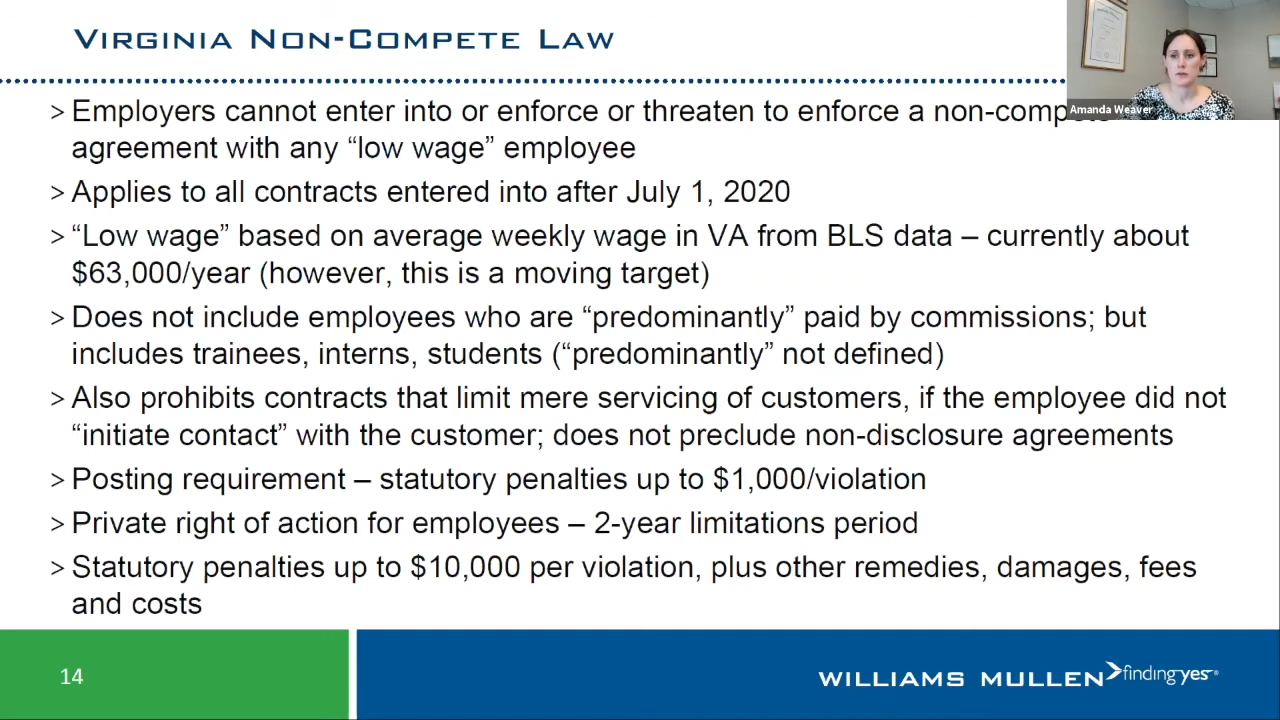 VIRGINIA NON-COMPETE LAW
Amanda Weaver
> Employers cannot enter into or enforce or threaten to enforce a non-compete
agreement with any “low wage” employee
> Applies to all contracts entered into after July 1, 2020
> “Low wage” based on average weekly wage in VA from BLS data – currently about
$63,000/year (however, this is a moving target)
> Does not include employees who are “predominantly” paid by commissions; but
includes trainees, interns, students (“predominantly” not defined)
> Also prohibits contracts that limit mere servicing of customers, if the employee did not
“initiate contact” with the customer; does not preclude non-disclosure agreements
> Posting requirement – statutory penalties up to $1,000/violation
> Private right of action for employees – 2-year limitations period
> Statutory penalties up to $10,000 per violation, plus other remedies, damages, fees
and costs
14
WILLIAMS MULLEN findingyes®